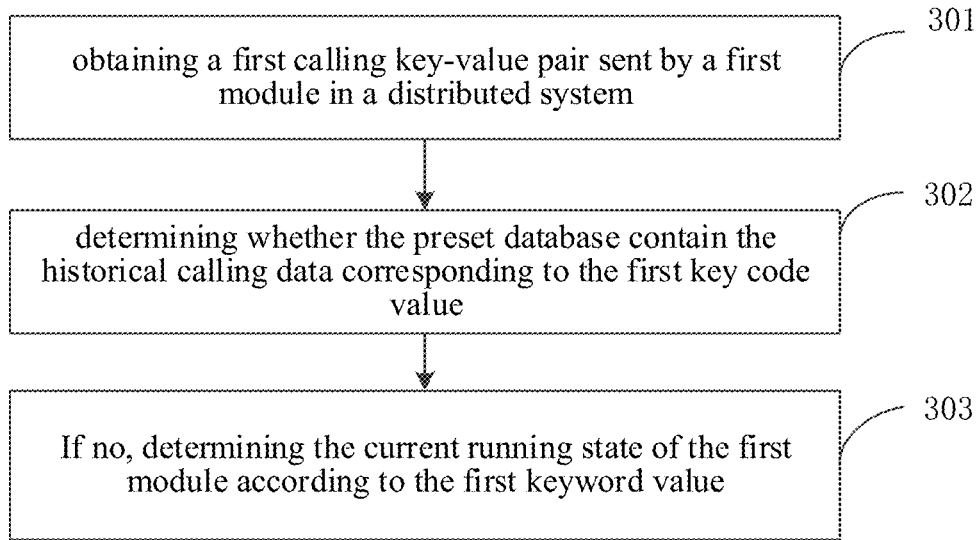 301
obtaining a first calling key-value pair sent by a first
module in a distributed system
302
determining whether the preset database contain the
historical calling data corresponding to the first key code
value
303
If no, determining the current running state of the first
module according to the first keyword value